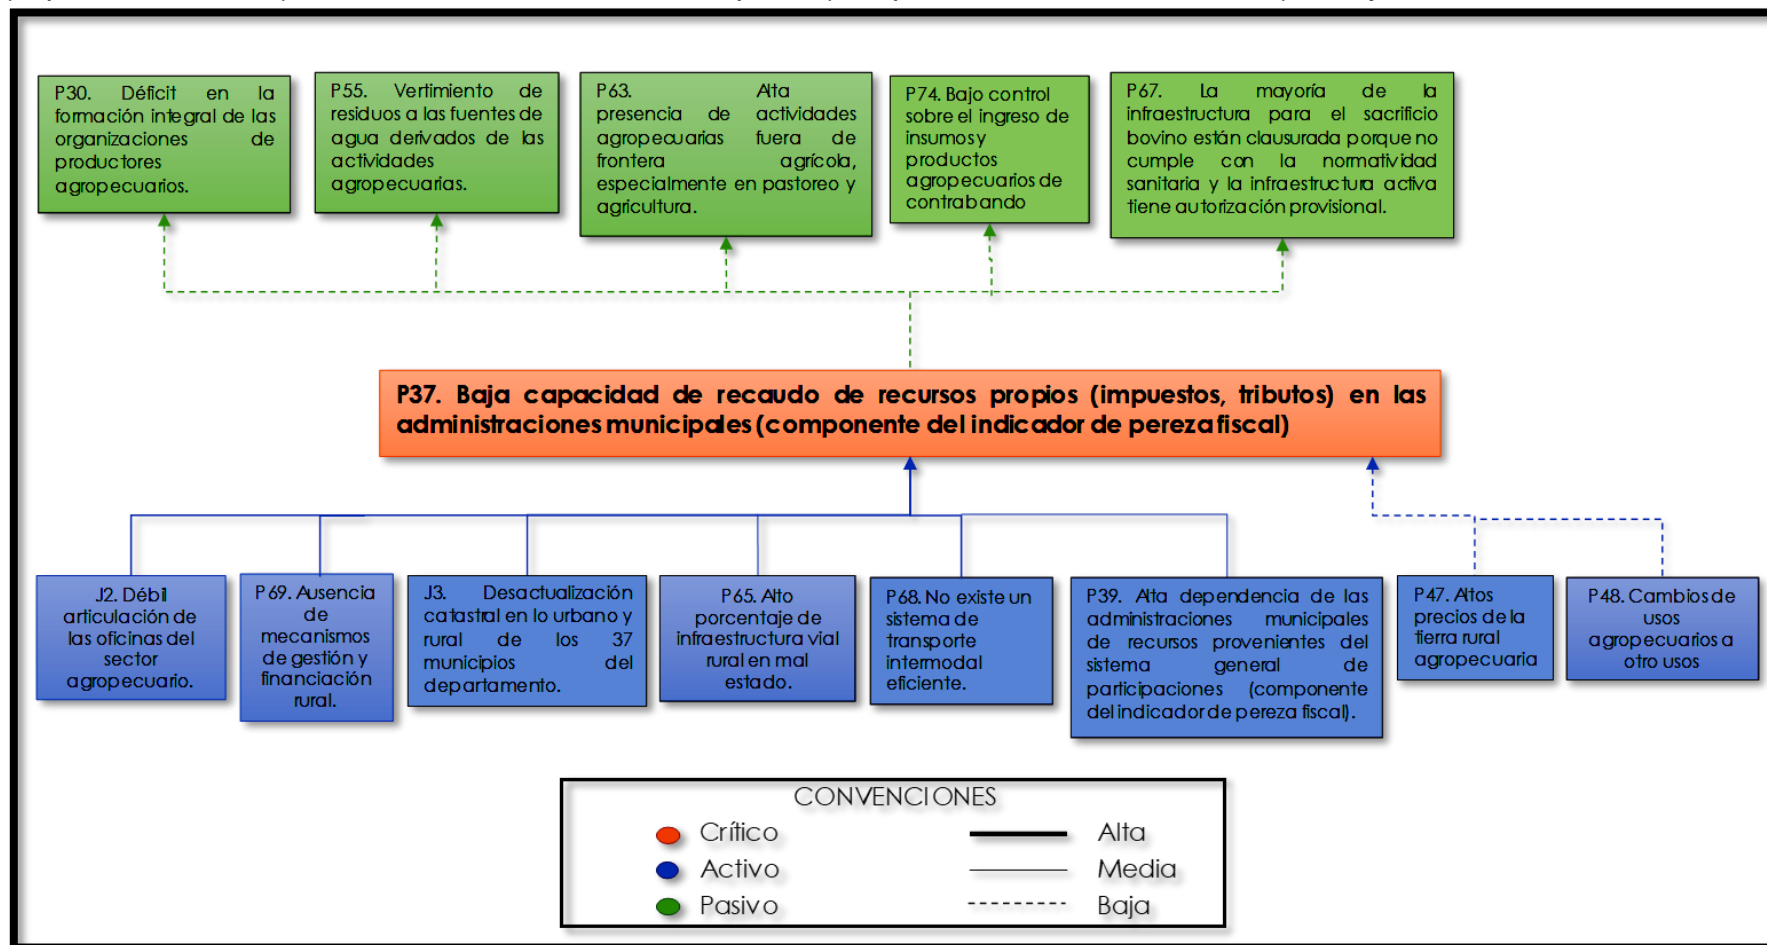 P30. Déficit en la
formación integral de las
organizaciones de
productores
agropecuarios.
P55. Vertimiento de
residuos a las fuentes de
agua derivados de las
actividades
agropecuarias.
P63. Alta
presencia de actividades
agropecuarias fuera de
frontera agrícola,
especialmente en pastoreo y
agricultura.
P74. Bajo control
sobre el ingreso de
insumos y
productos
agropecuarios de
contrabando
P67. La mayoría de la
infraestructura para el sacrificio
bovino están clausurada porque no
cumple con la normatividad
sanitaria y la infraestructura activa
tiene autorización provisional.
P37. Baja capacidad de recaudo de recursos propios (impuestos, tributos) en las
administraciones municipales (componente del indicador de pereza fiscal)
J2. Débil
articulación de
las oficinas del
sector
agropecuario.
P69. Ausencia
de
mecanismos
de gestión y
financiación
rural.
J3. Desactualización
catastral en lo urbano y
rural de los 37
municipios del
departamento.
P65. Alto
porcentaje de
infraestructura vial
rural en mal
estado.
P68. No existe un
sistema de
transporte
intermodal
eficiente.
P39. Alta dependencia de las
administraciones municipales
de recursos provenientes del
sistema general de
participaciones (componente
del indicador de pereza fiscal).
P47. Altos
precios de la
tierra rural
agropecuaria
P48. Cambios de
usos
agropecuarios a
otro usos
CONVENCIONES
Crítico
Alta
Activo
Media
Pasivo
Baja